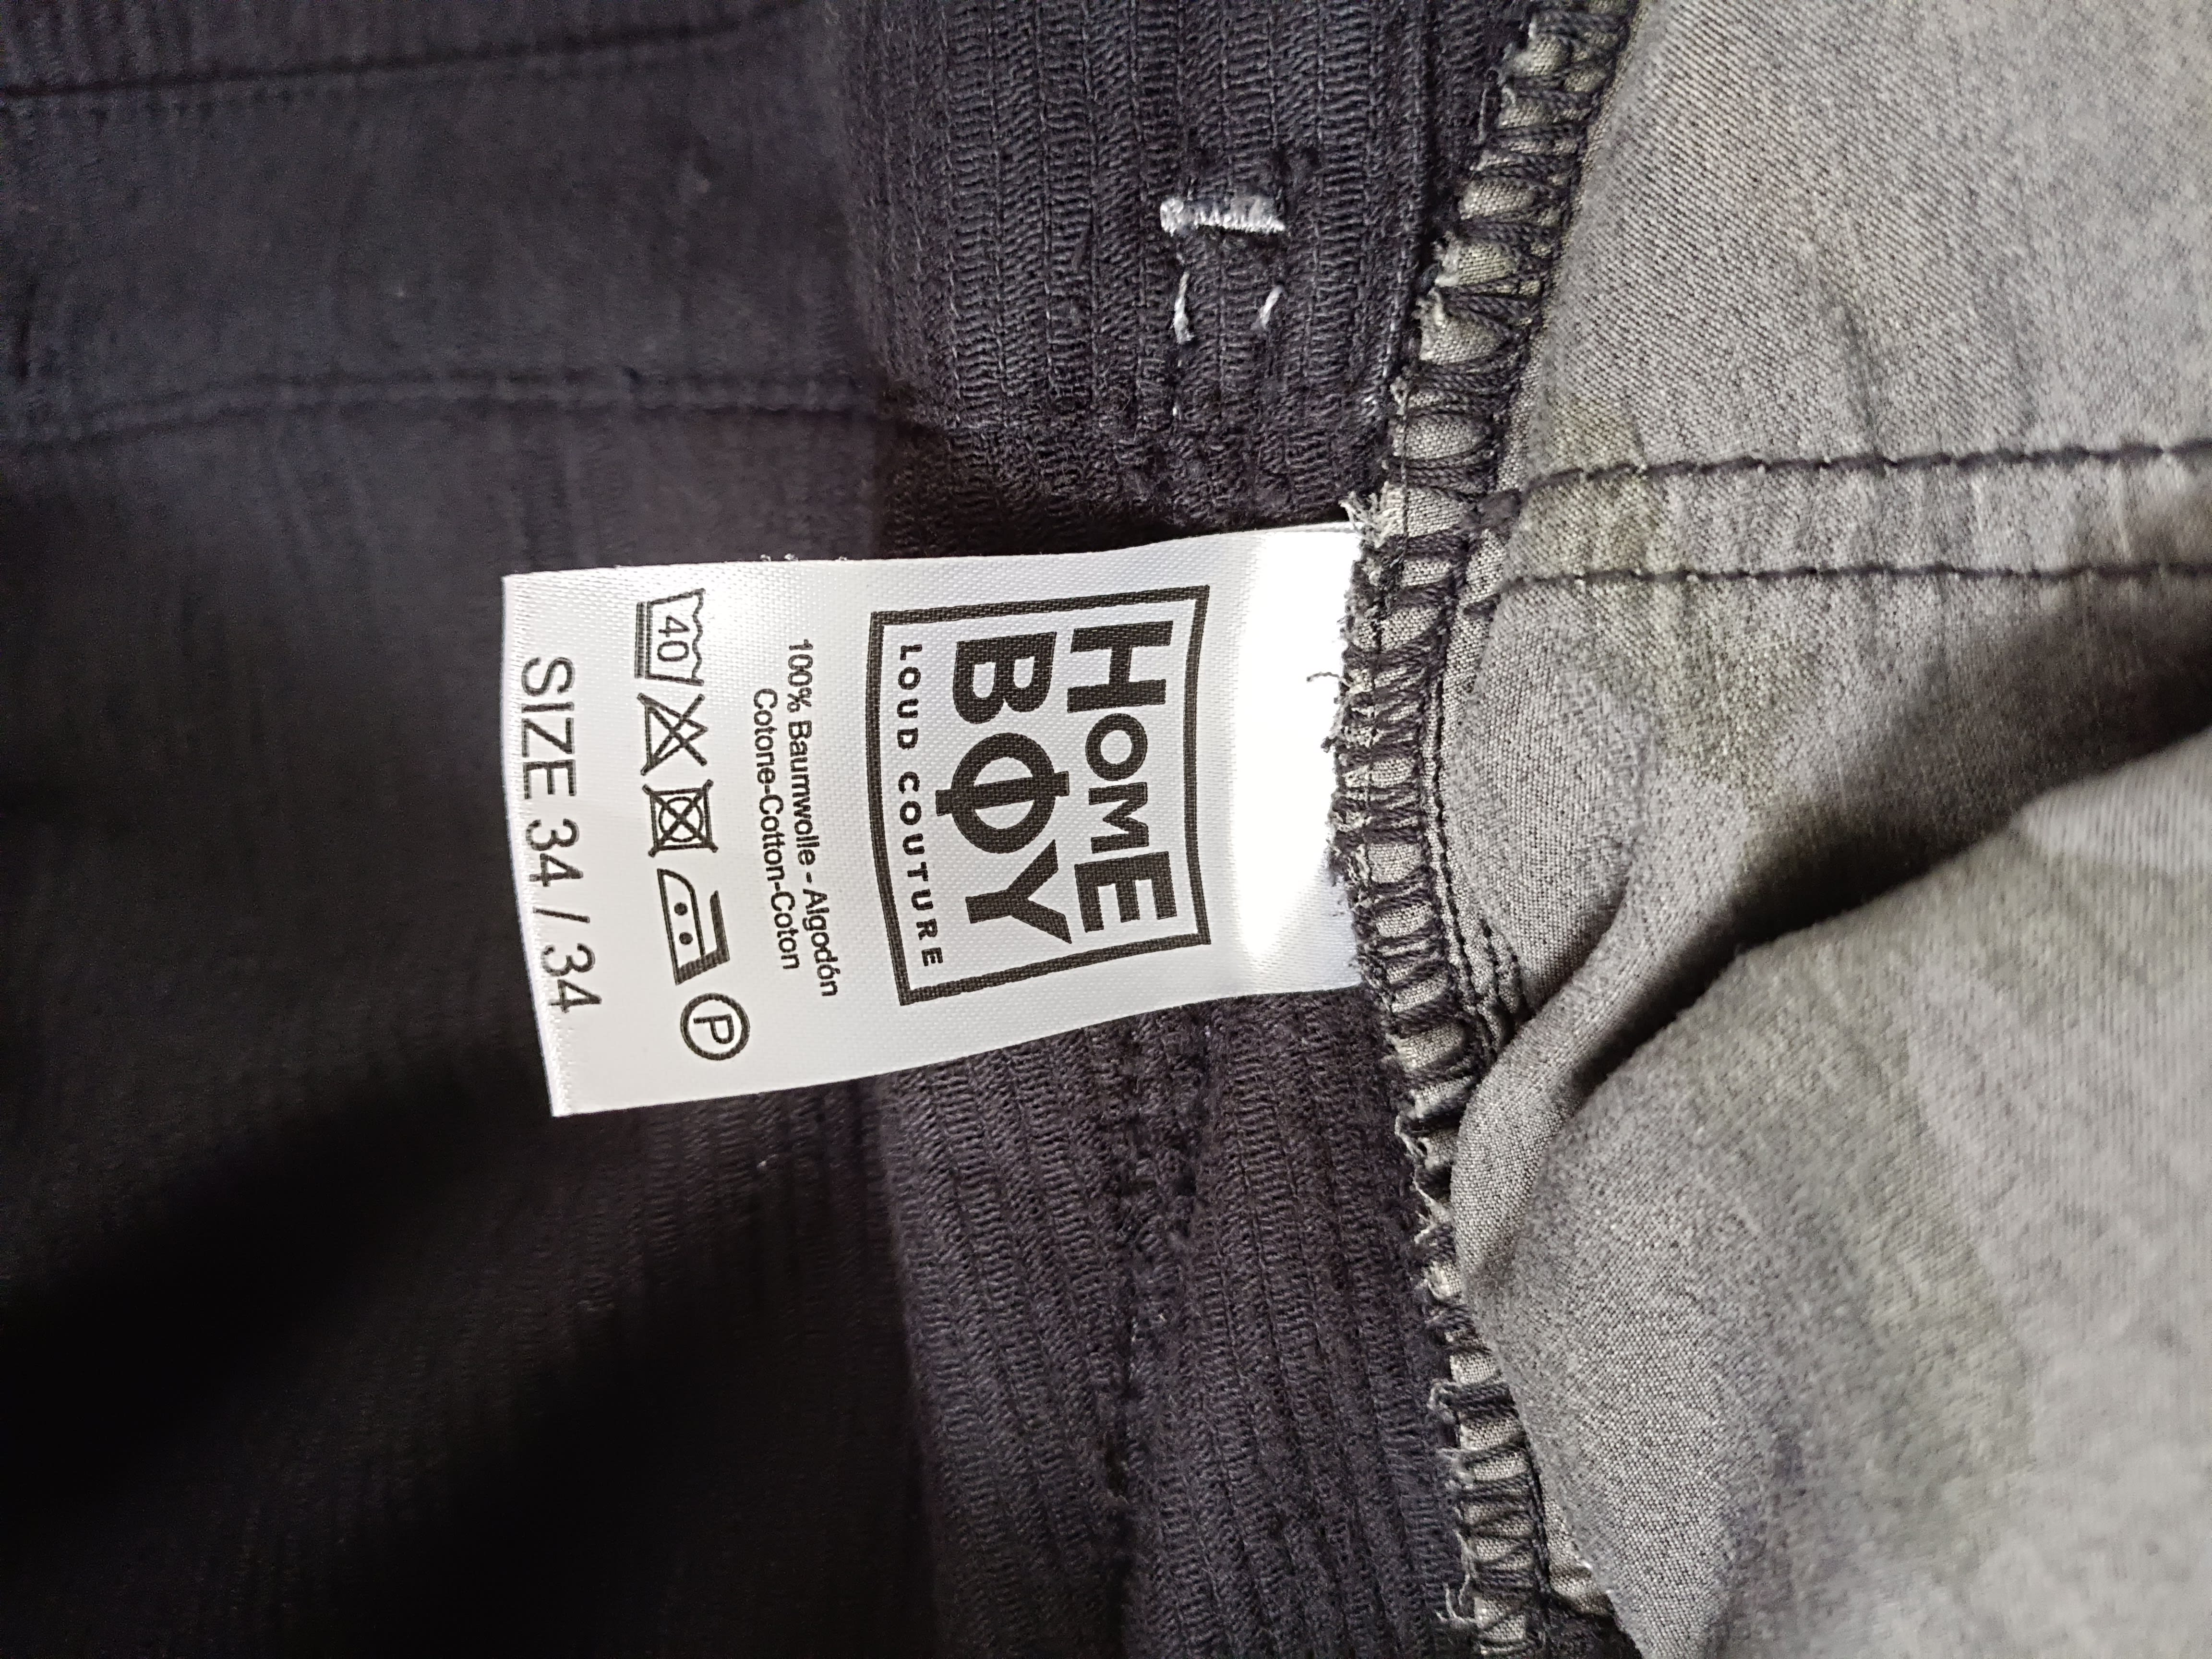 HOME
BΦY
LOUD COUTURE
100% Baumwolle - Algodón
Cotone-Cotton-Coton
40
P
SIZE 34 / 34